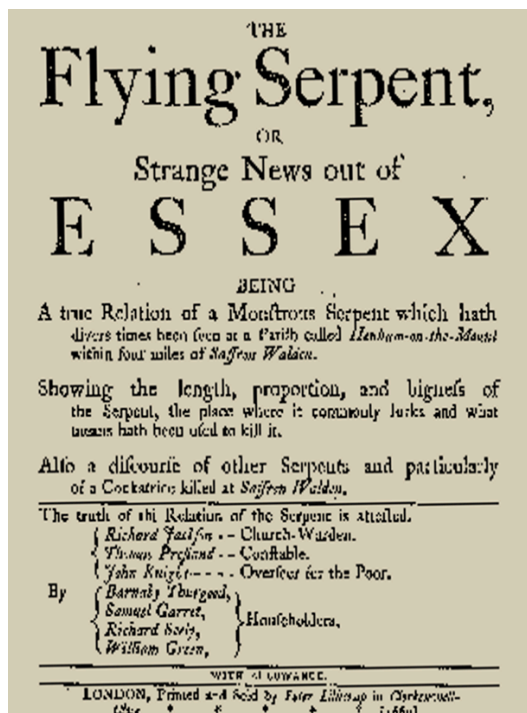 THE
Flying Serpent,
OR
Strange News out of
ESSEX
BEING
A true Relation of a Monſtrous Serpent which hath
divers times been ſeen at a Pariſh called Henham-on-the-Mount
within four miles of Saffron Walden.
Showing the length, proportion, and bigneſs of
the Serpent, the place where it commonly lurks and what
means hath been uſed to kill it.
Alſo a diſcourſe of other Serpents and particularly
of a Cockatrice killed at Saffron Walden.
The truth of thi Relation of the Serpent is atteſted.
Richard Jackſon -- Church-Warden.
Thomas Preſland -- Conſtable.
John Knight---- Overſeer for the Poor.
By
Barnaby Thurgood,
Samuel Garret,
Richard
William Green,
Houſeholders.
WITH ALLOWANCE.
LONDON, Printed and Sold by Peter Lillicrap in Clerkenwell-